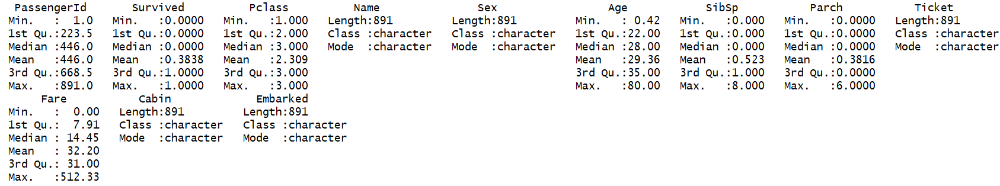 PassengerId Survived Pclass Name Sex Age SibSp Parch Ticket
Min. : 1.0 Min. :0.0000 Min. :1.000 Length:891 Length:891 Min. : 0.42 Min. :0.000 Min. :0.0000 Length:891
1st Qu.:223.5 1st Qu.:0.0000 1st Qu.:2.000 Class :character Class :character 1st Qu.:22.00 1st Qu.:0.000 1st Qu.:0.0000 Class :character
Median :446.0 Median :0.0000 Median :3.000 Mode :character Mode :character Median :28.00 Median :0.000 Median :0.0000 Mode :character
Mean :446.0 Mean :0.3838 Mean :2.309 Mean :29.36 Mean :0.523 Mean :0.3816
3rd Qu.:668.5 3rd Qu.:1.0000 3rd Qu.:3.000 3rd Qu.:35.00 3rd Qu.:1.000 3rd Qu.:0.0000
Max. :891.0 Max. :1.0000 Max. :3.000 Max. :80.00 Max. :8.000 Max. :6.0000
Fare Cabin Embarked
Min. : 0.00 Length:891 Length:891
1st Qu.: 7.91 Class :character Class :character
Median : 14.45 Mode :character Mode :character
Mean : 32.20
3rd Qu.: 31.00
Max. :512.33